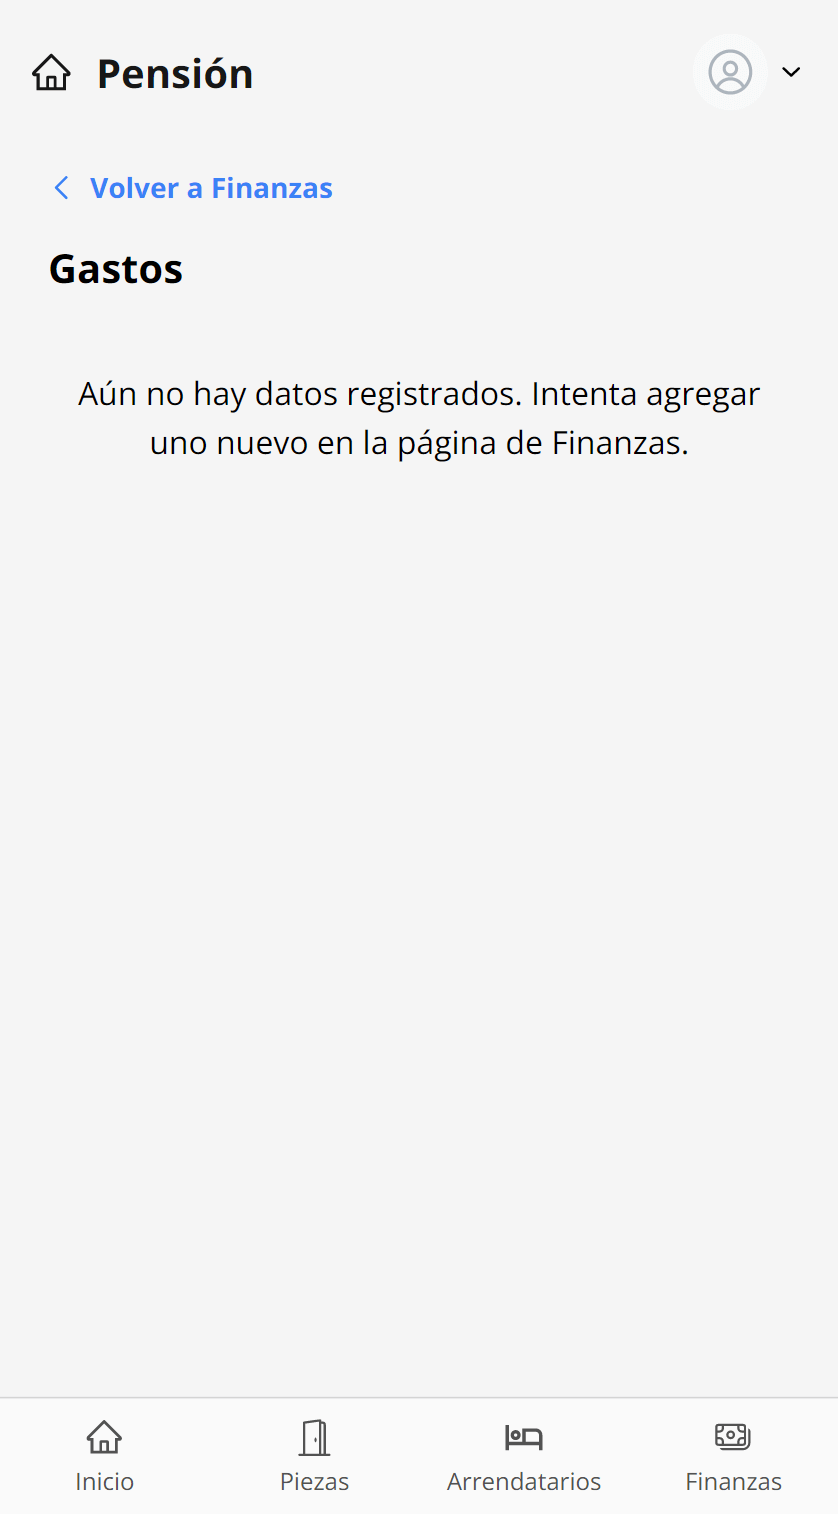 Pensión
Volver a Finanzas
Gastos
Aún no hay datos registrados. Intenta agregar
uno nuevo en la página de Finanzas.
Inicio
Piezas
Arrendatarios
Finanzas